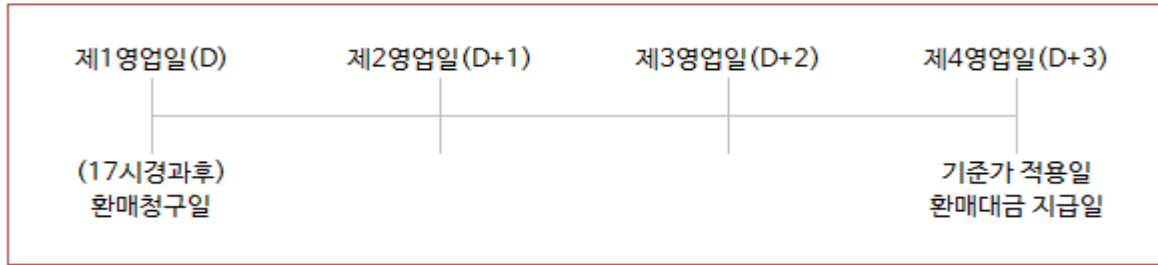 제1영업일(D) 제2영업일(D+1) 제3영업일(D+2) 제4영업일(D+3)
(17시경과후) 기준가 적용일
환매청구일 환매대금 지급일